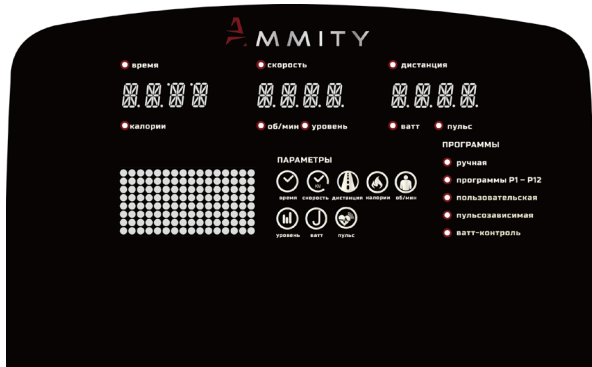 AMMITY
время
скорость
дистанция
калории
об/мин
уровень
ватт
пульс
ПАРАМЕТРЫ
время
скорость
дистанция
калории
об/мин
уровень
ватт
пульс
ПРОГРАММЫ
ручная
программы P1 – P12
пользовательская
пульсозависимая
ватт-контроль